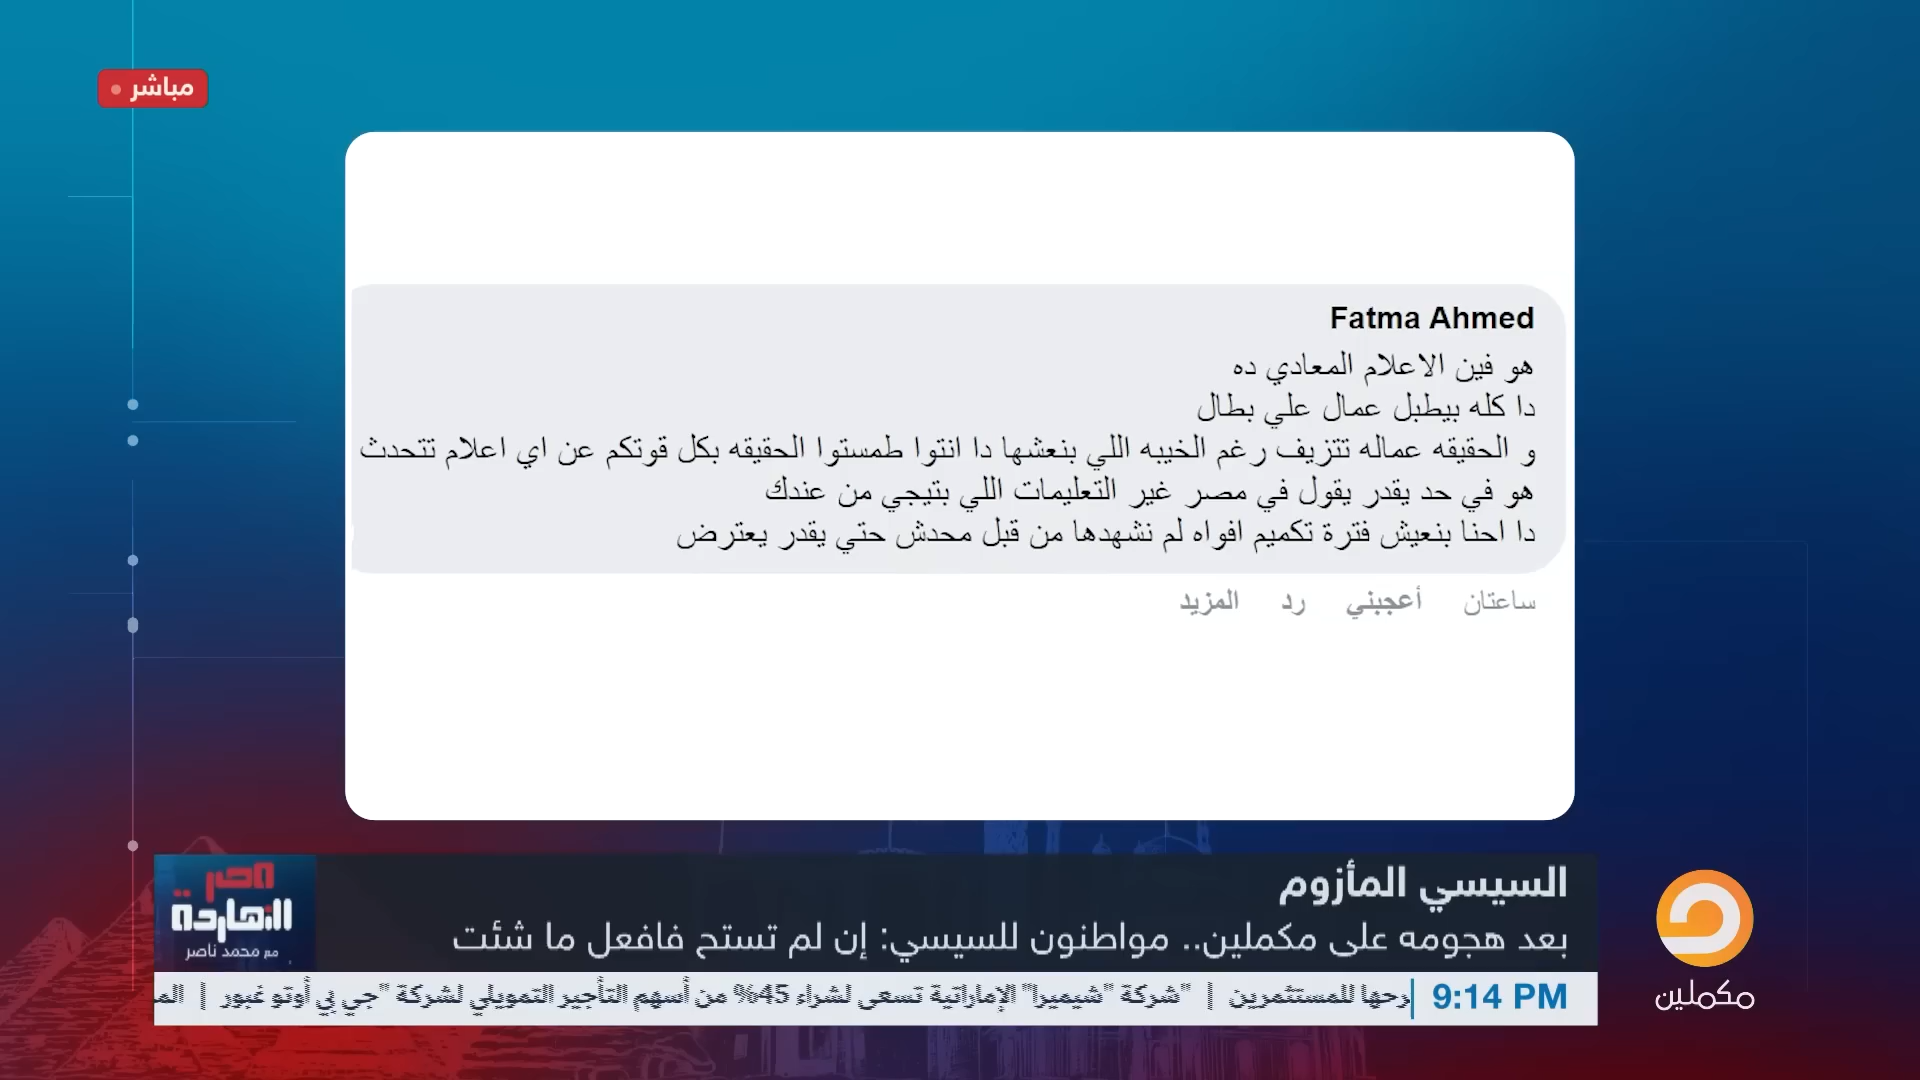 مباشر
Fatma Ahmed
هو فين الاعلام المعادي ده
دا كله بيطبل عمال علي بطال
و الحقيقه عماله تتزيف رغم الخيبه اللي بنعشها دا انتوا طمستوا الحقيقه بكل قوتكم عن اي اعلام تتحدث
هو في حد يقدر يقول في مصر غير التعليمات اللي بتيجي من عندك
دا احنا بنعيش فترة تكميم افواه لم نشهدها من قبل محدش حتي يقدر يعترض
ساعتان أعجبني رد المزيد
السيسي المأزوم
بعد هجومه على مكملين.. مواطنون للسيسي: إن لم تستح فافعل ما شئت
مصر
النهاردة
مع محمد ناصر
9:14 PM
رحها للمستثمرين | "شركة "شيميرا" الإماراتية تسعى لشراء 45% من أسهم التأجير التمويلي لشركة "جي بي أوتو غبور | الم
مكملين